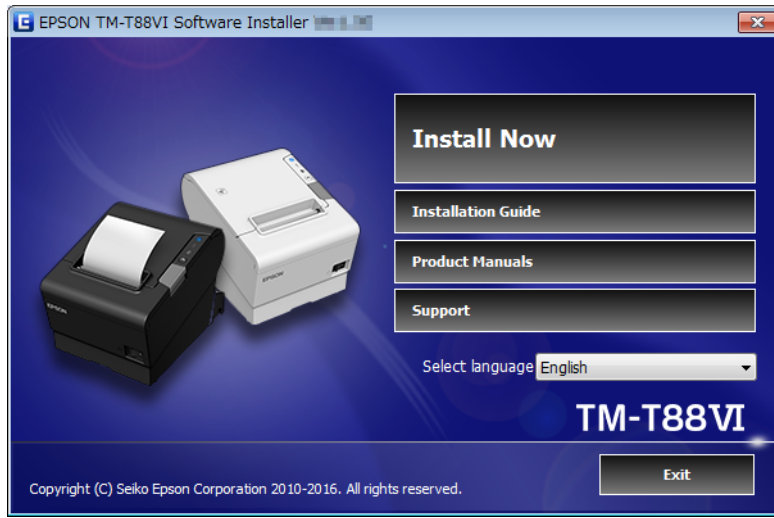 EPSON TM-T88VI Software Installer
Install Now
Installation Guide
Product Manuals
Support
Select language English
EPSON
EPSON
TM-T88VI
Copyright (C) Seiko Epson Corporation 2010-2016. All rights reserved.
Exit